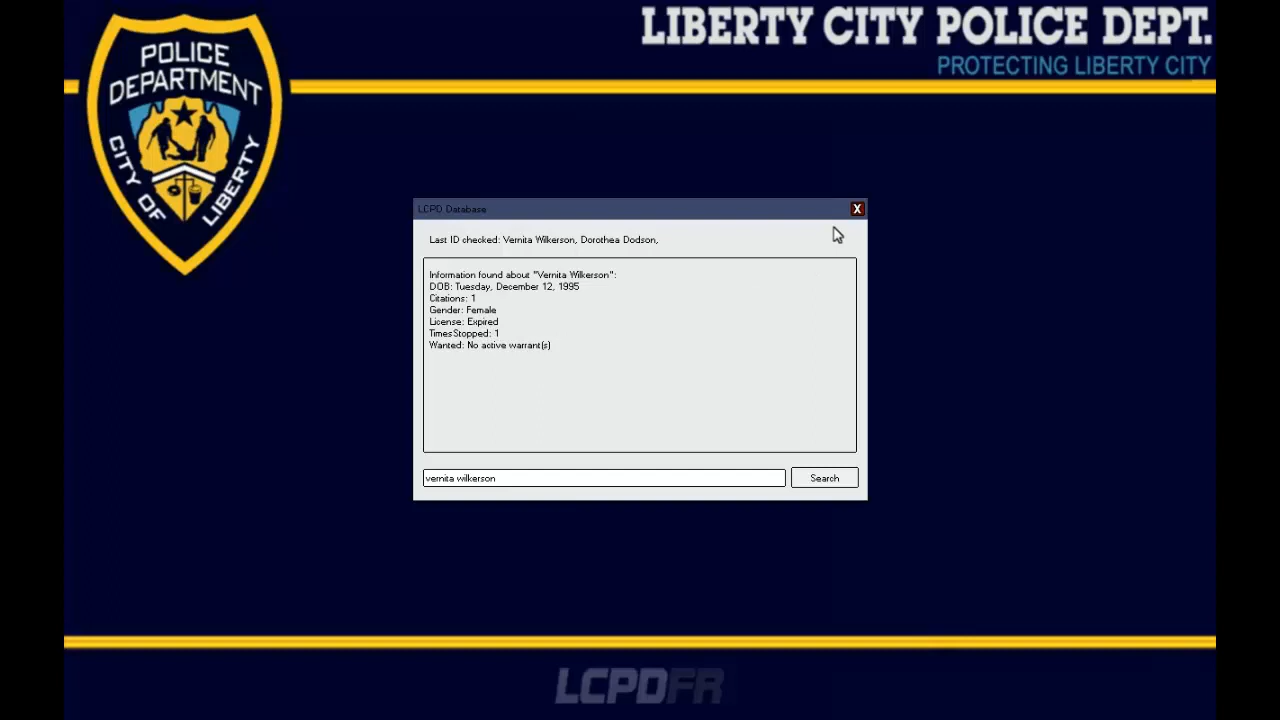 LIBERTY CITY POLICE DEPT.
PROTECTING LIBERTY CITY
POLICE
DEPARTMENT
CITY OF LIBERTY
LCPD Database
X
Last ID checked: Vernita Wilkerson, Dorothea Dodson,
Information found about "Vernita Wilkerson":
DOB: Tuesday, December 12, 1995
Citations: 1
Gender: Female
License: Expired
TimesStopped: 1
Wanted: No active warrant(s)
vernita wilkerson
Search
LCPDFR